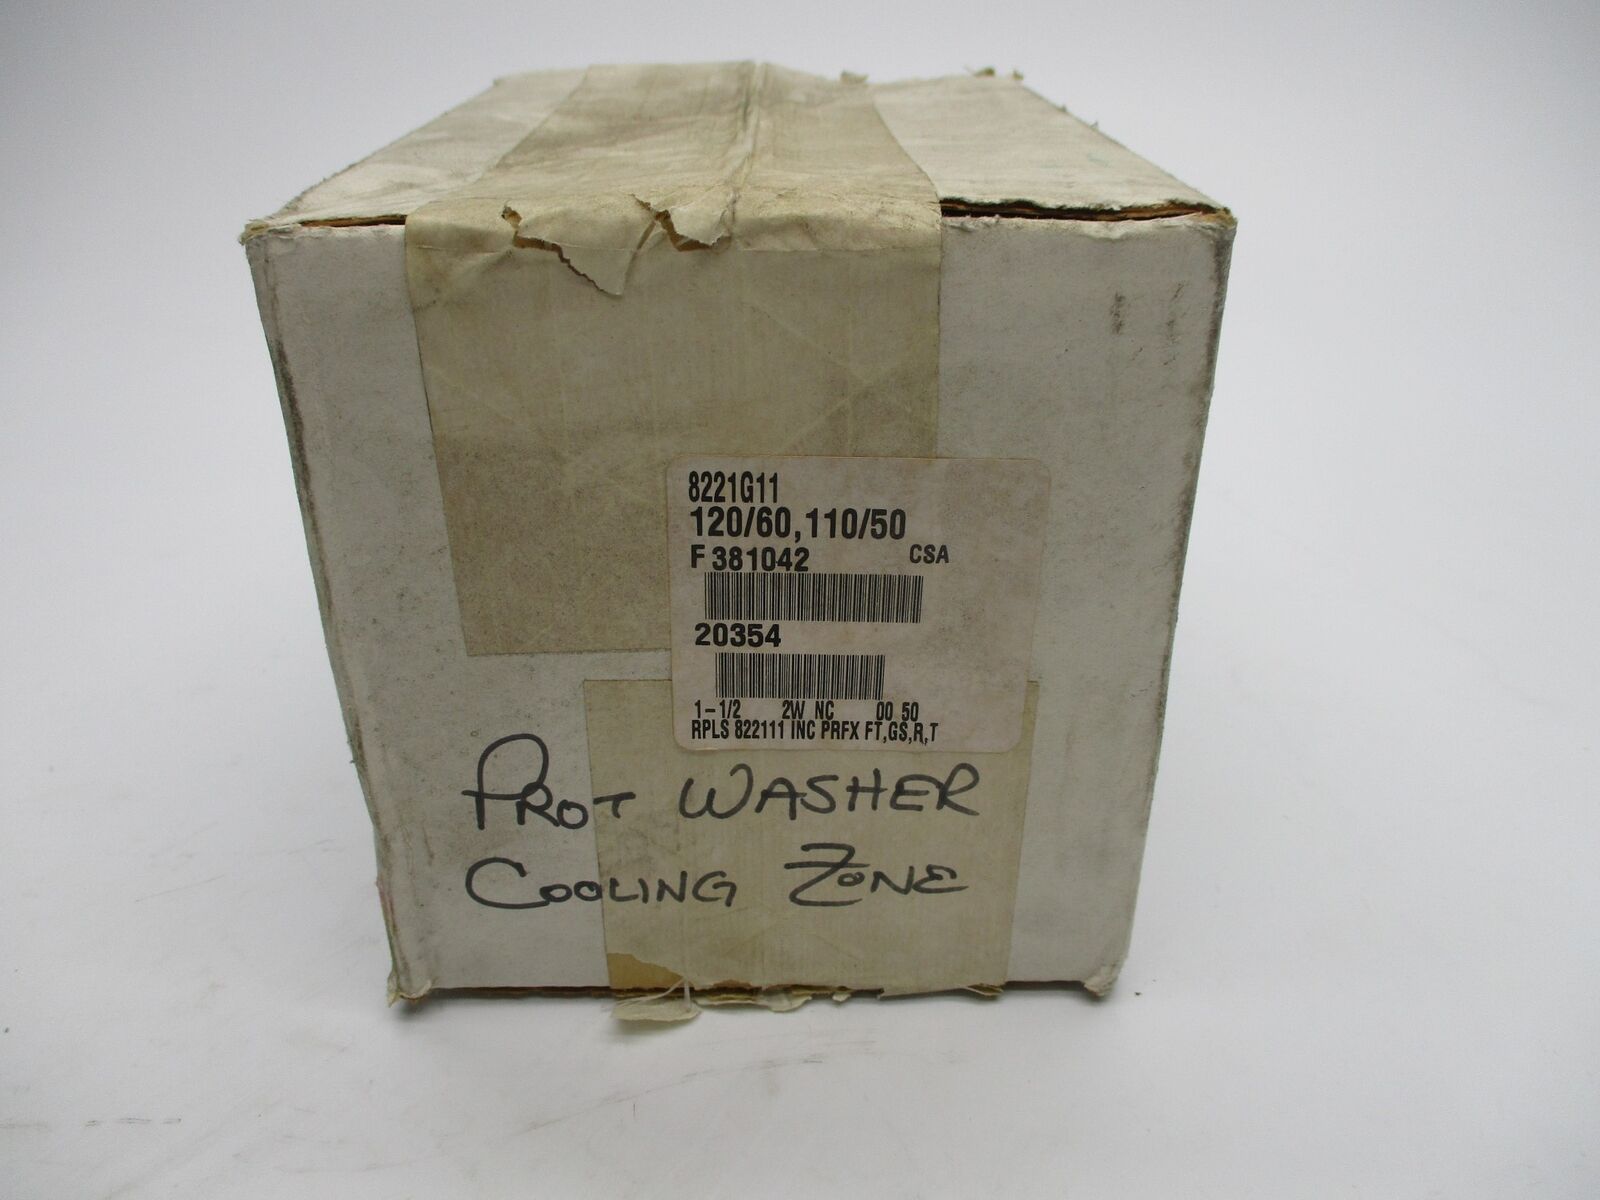 8221G11
120/60,110/50
F 381042 CSA
20354
1-1/2 2W NC 00 50
RPLS 822111 INC PRFX FT,GS,R,T
PROT WASHER
COOLING ZONE